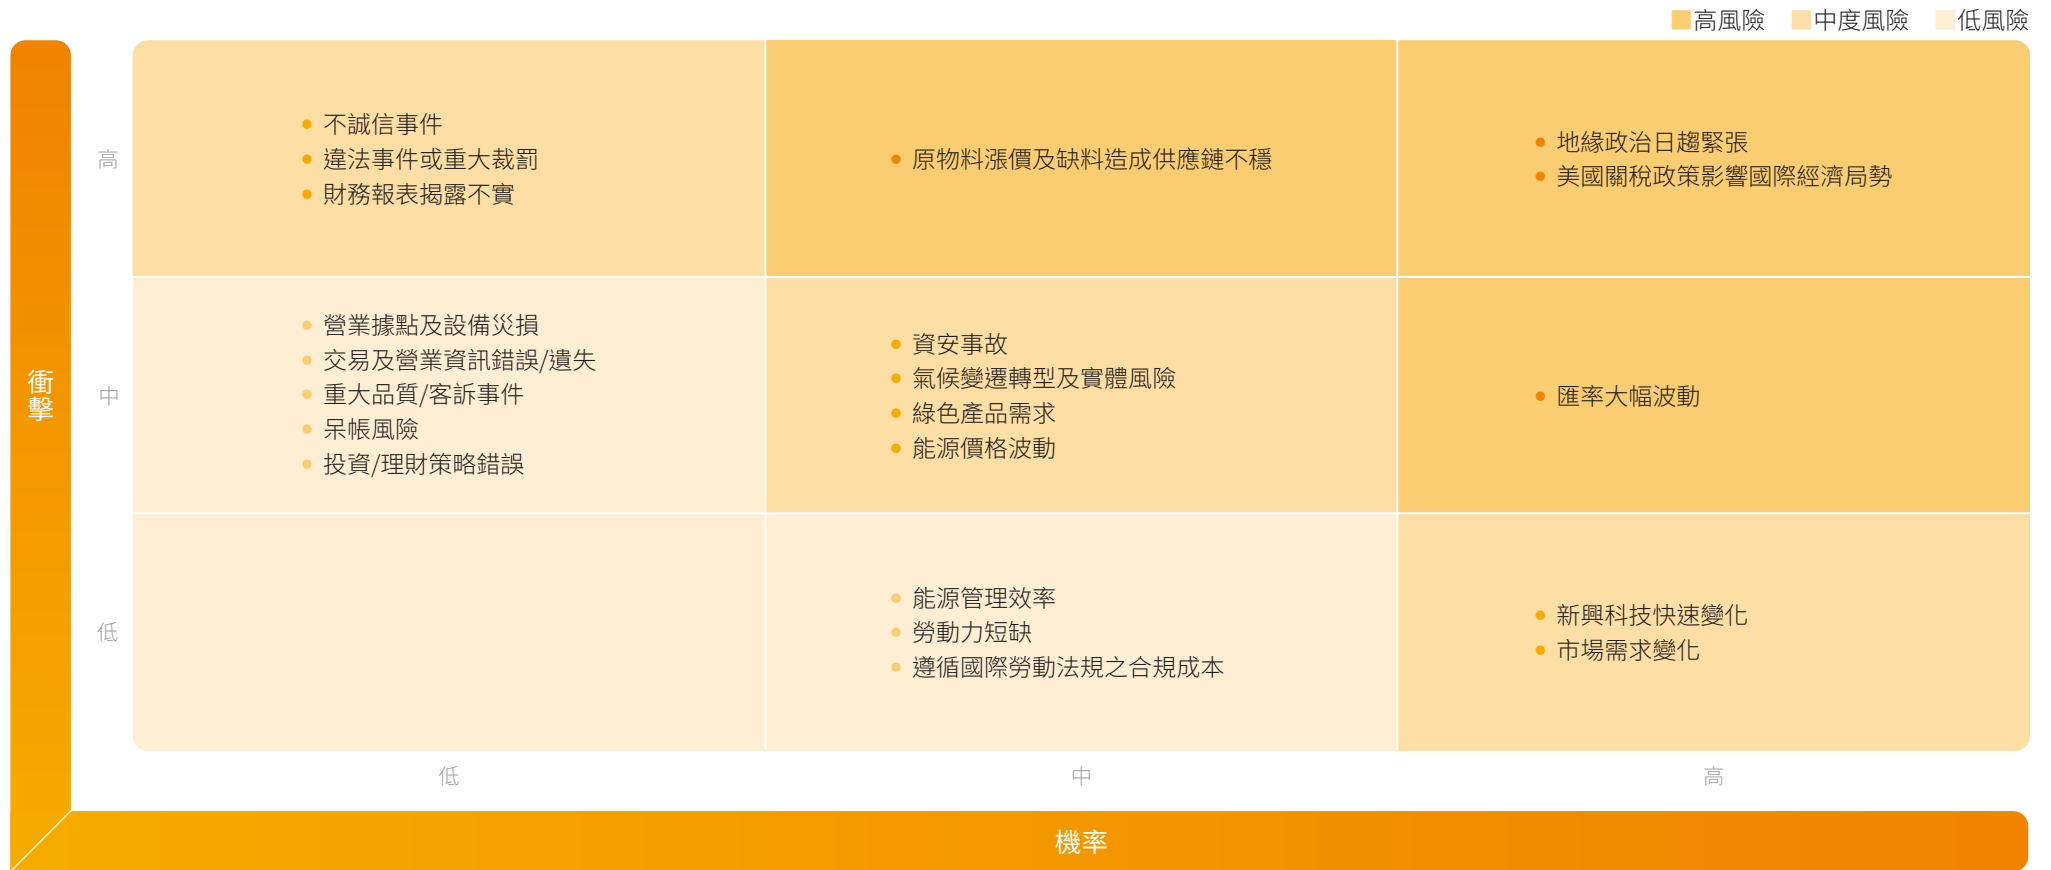 高風險
中度風險
低風險
衝擊
高
不誠信事件
違法事件或重大裁罰
財務報表揭露不實
原物料漲價及缺料造成供應鏈不穩
地緣政治日趨緊張
美國關稅政策影響國際經濟局勢
中
營業據點及設備災損
交易及營業資訊錯誤/遺失
重大品質/客訴事件
呆帳風險
投資/理財策略錯誤
資安事故
氣候變遷轉型及實體風險
綠色產品需求
能源價格波動
匯率大幅波動
低
能源管理效率
勞動力短缺
遵循國際勞動法規之合規成本
新興科技快速變化
市場需求變化
低
中
高
機率